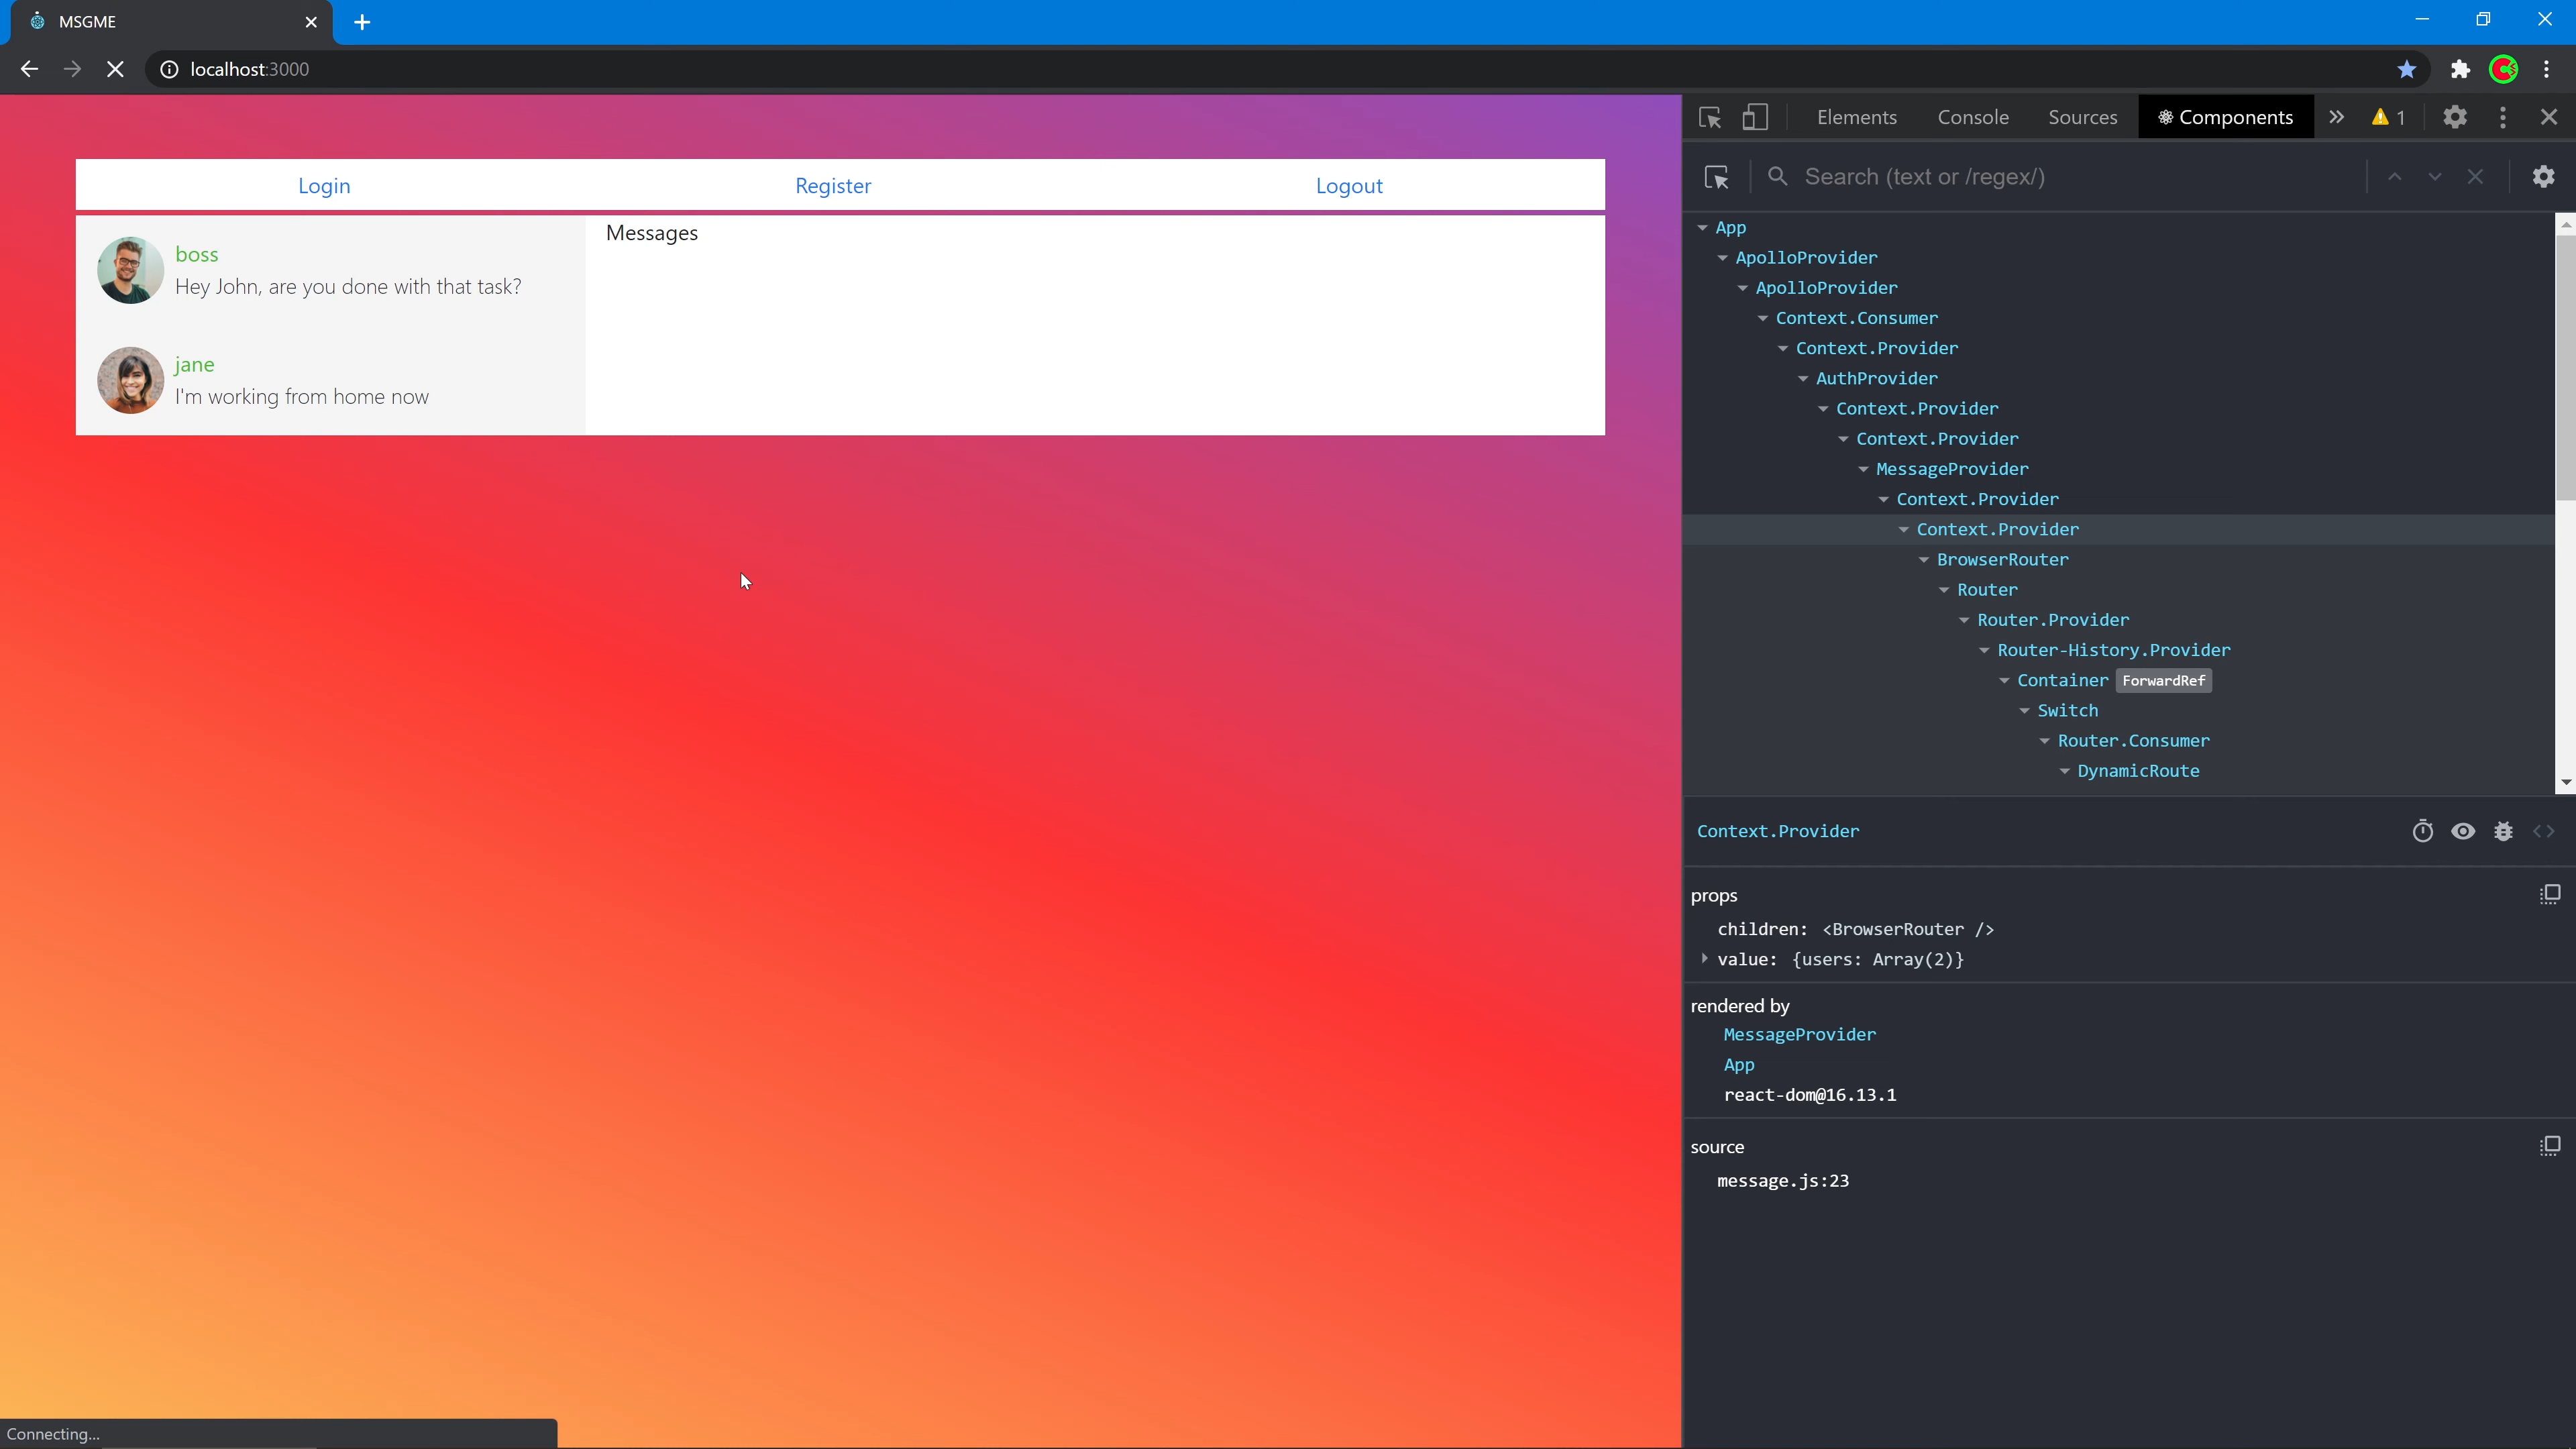 MSGME
localhost:3000
Login Register Logout
boss
Hey John, are you done with that task?
jane
I'm working from home now
Messages
Elements Console Sources Components 1
Search (text or /regex/)
App
ApolloProvider
ApolloProvider
Context.Consumer
Context.Provider
AuthProvider
Context.Provider
Context.Provider
MessageProvider
Context.Provider
Context.Provider
BrowserRouter
Router
Router.Provider
Router-History.Provider
Container ForwardRef
Switch
Router.Consumer
DynamicRoute
Context.Provider
props
children: <BrowserRouter />
value: {users: Array(2)}
rendered by
MessageProvider
App
react-dom@16.13.1
source
message.js:23
Connecting...